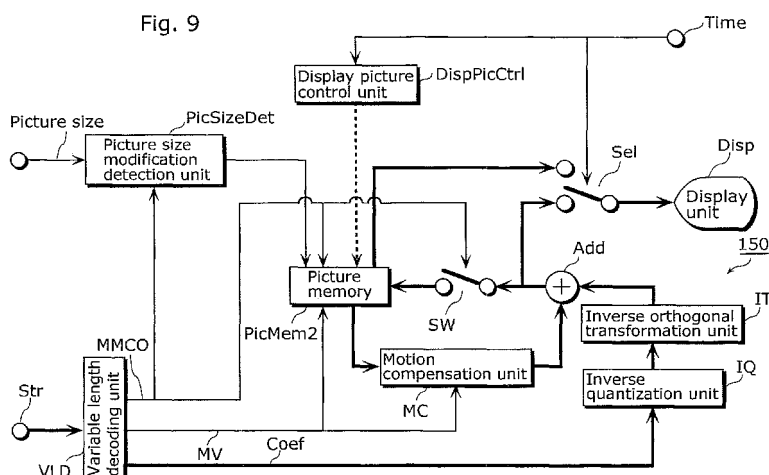 Fig. 9
Time
Display picture
control unit
DispPicCtrl
Picture size
PicSizeDet
Picture size
modification
detection unit
Sel
Disp
Display
unit
150
Add
Picture
memory
+
IT
Inverse orthogonal
transformation unit
SW
PicMem2
MMCO
Motion
compensation unit
Inverse
quantization unit
IQ
Str
Variable length
decoding unit
MC
MV
Coef
VLD